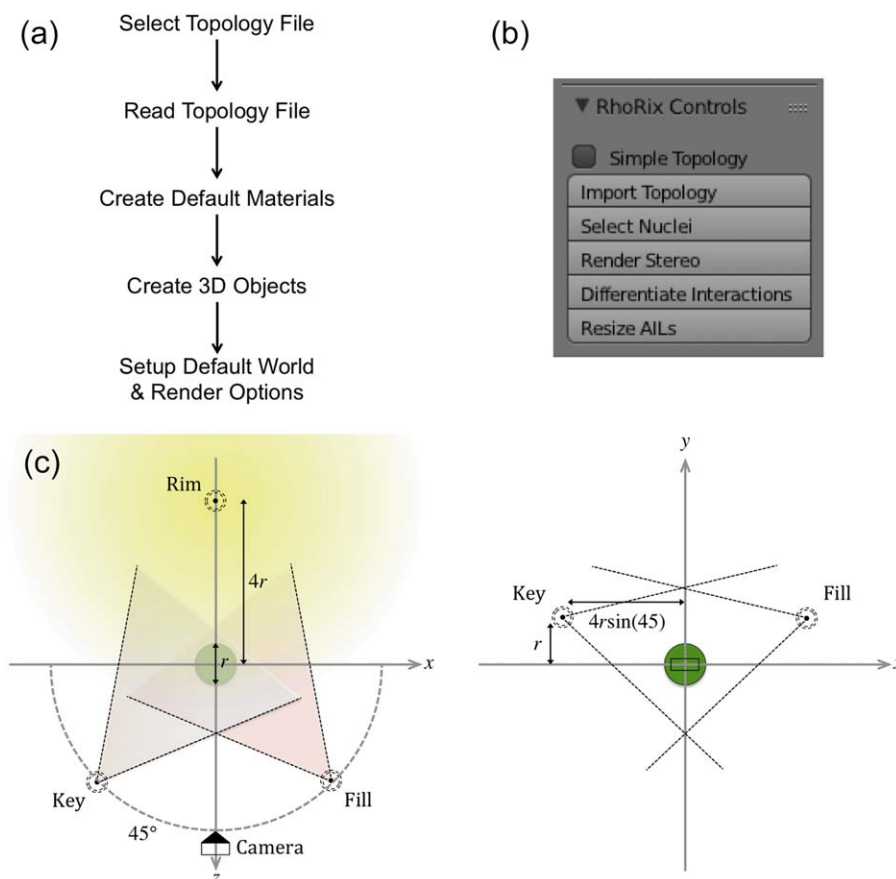 (a)
Select Topology File
Read Topology File
Create Default Materials
Create 3D Objects
Setup Default World
& Render Options
(b)
RhoRix Controls
Simple Topology
Import Topology
Select Nuclei
Render Stereo
Differentiate Interactions
Resize AILs
(c)
Rim
4r
r
x
Key
Fill
45°
Camera
z
y
Key
Fill
4rsin(45)
r
x